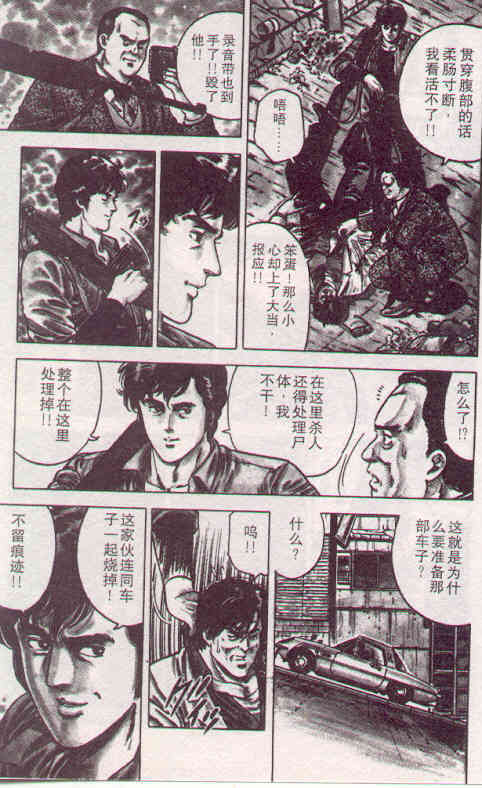 贯穿腹部的话
柔肠寸断，
我看活不了!!
唔唔……
笨蛋！那么小
心却上了大当，
报应!!
录音带也到
手了!!毁了
他!!
怎么了!?
在这里杀人
还得处理尸
体，我
不干！
整个在这里
处理掉!!
这就是为什
么要准备那
部车子？
什么？
呜!!
这家伙连同车
子一起烧掉！
不留痕迹!!